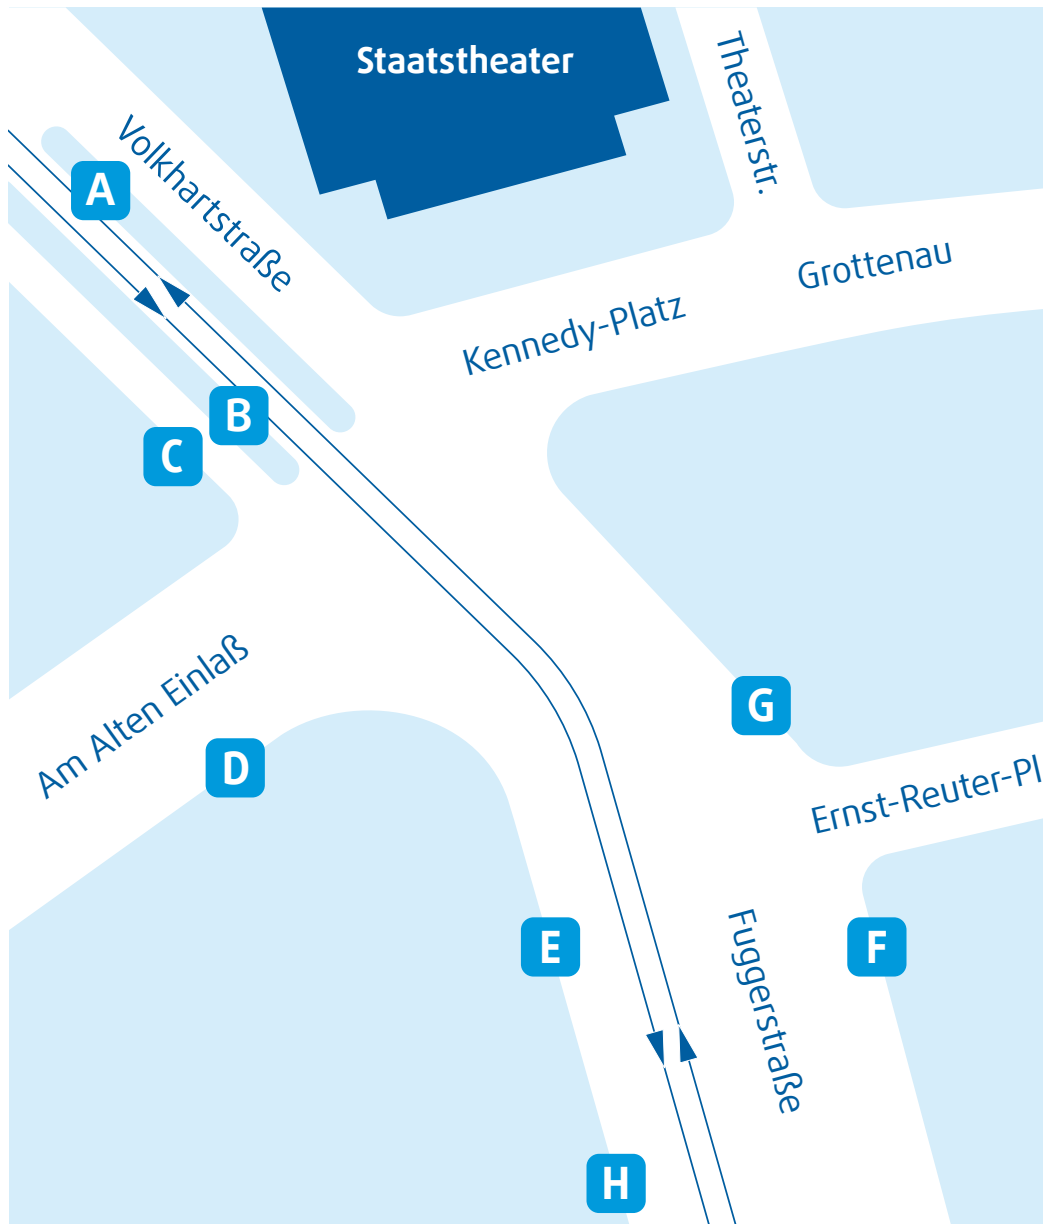 Staatstheater
Theaterstr.
Volkhartstraße
A
Grottenau
Kennedy-Platz
B
C
Am Alten Einlaß
G
D
Ernst-Reuter-Pl
E
F
Fuggerstraße
H